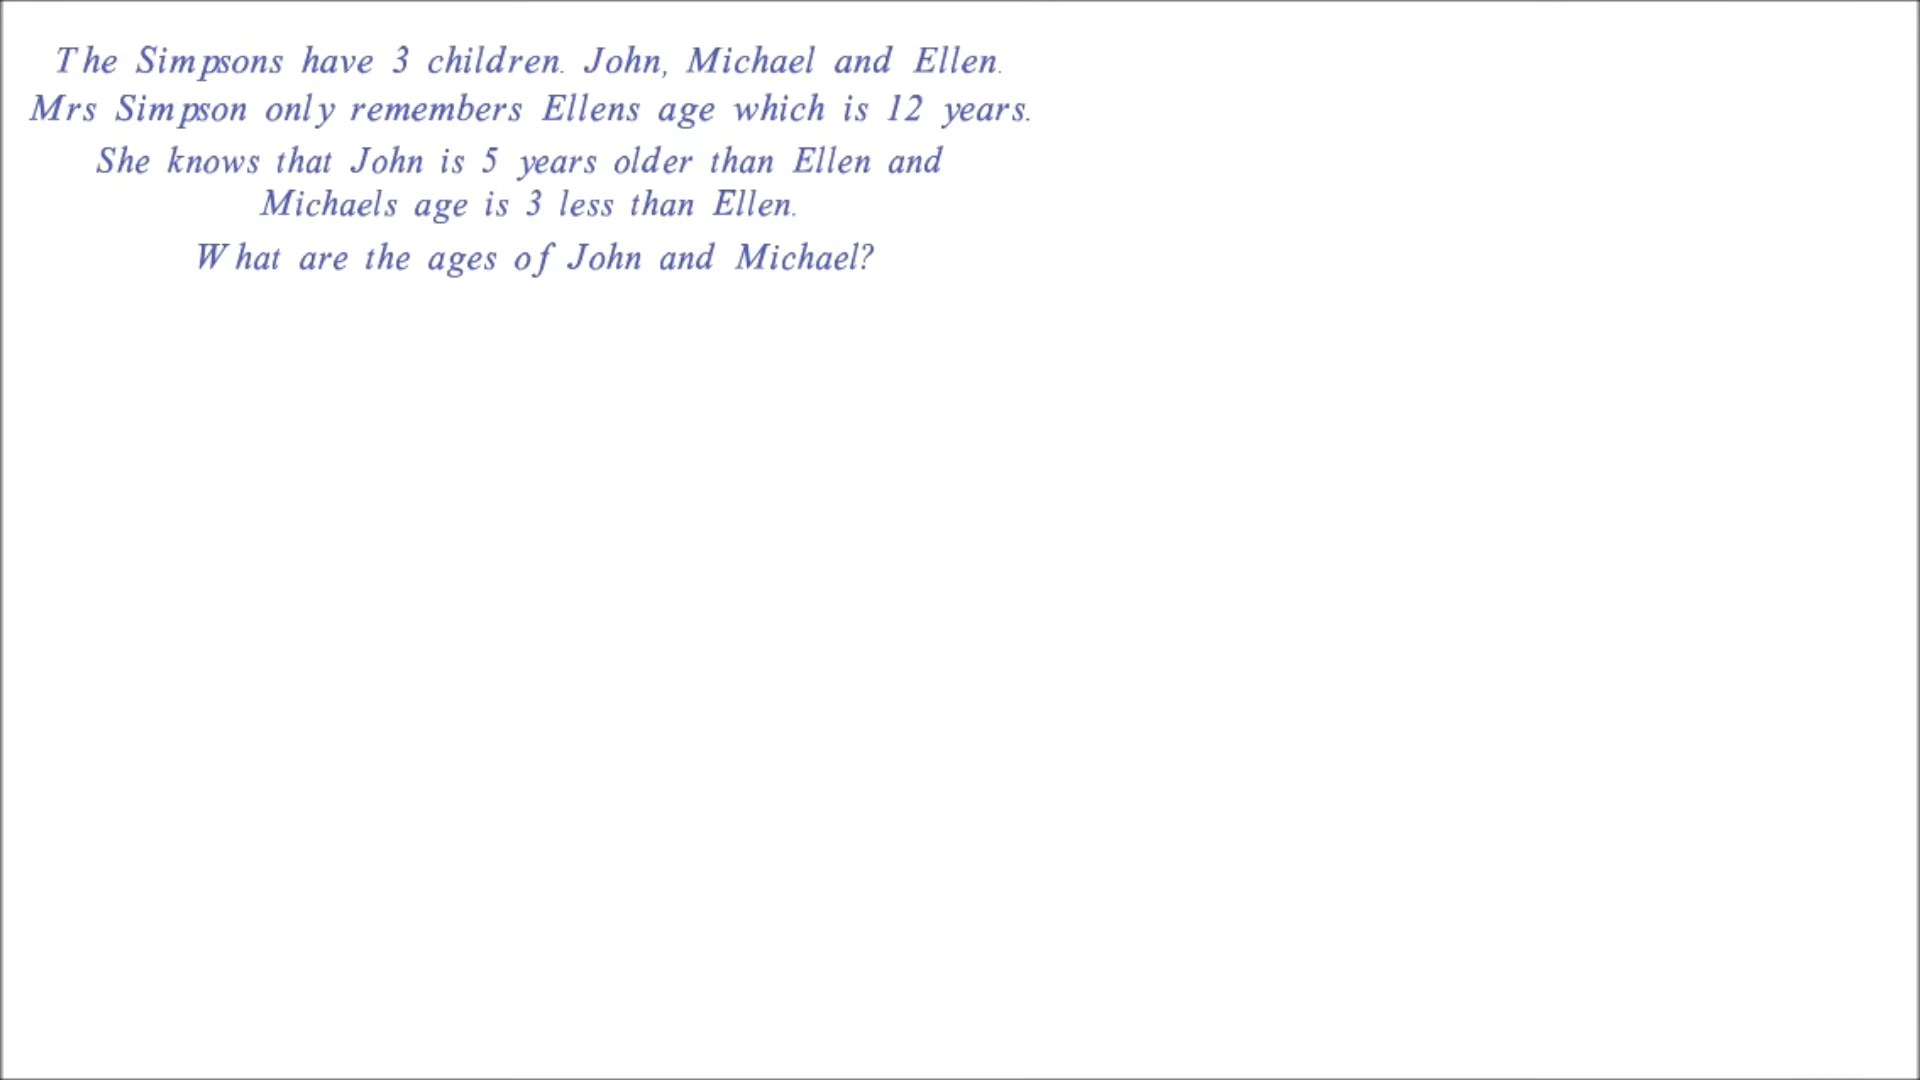 The Simpsons have 3 children. John, Michael and Ellen.
Mrs Simpson only remembers Ellens age which is 12 years.
She knows that John is 5 years older than Ellen and
Michaels age is 3 less than Ellen.
What are the ages of John and Michael?